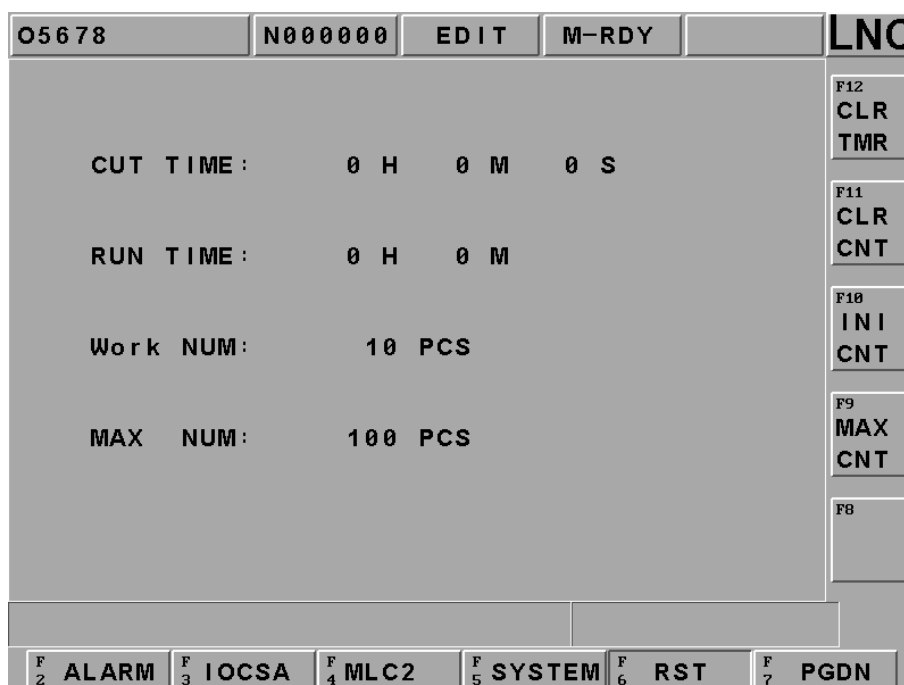 O5678 N000000 EDIT M-RDY LNC
F12
CLR
TMR
CUT TIME: 0 H 0 M 0 S
F11
CLR
CNT
RUN TIME: 0 H 0 M
F10
INI
CNT
Work NUM: 10 PCS
F9
MAX
CNT
MAX NUM: 100 PCS
F8
F2 ALARM F3 IOCSA F4 MLC2 F5 SYSTEM F6 RST F7 PGDN